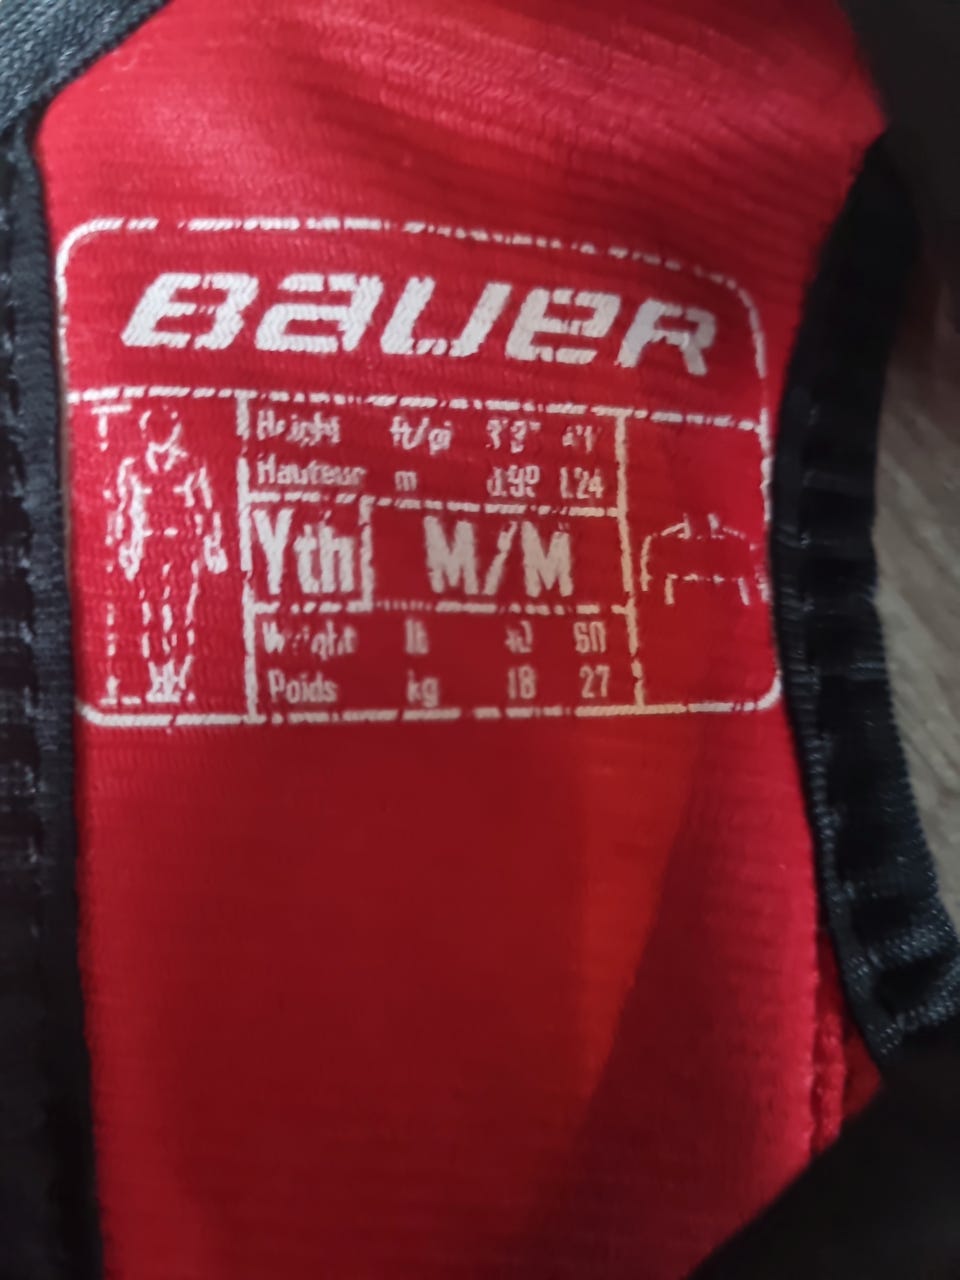 BAUER
Height ft/pi 3'3" 4'1"
Hauteur m 0.99 1.24
Yth M/M
Weight lb 40 60
Poids kg 18 27